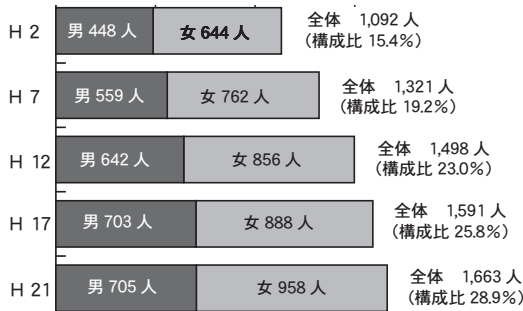 H 2 男 448 人 女 644 人 全体 1,092 人
(構成比 15.4%)
H 7 男 559 人 女 762 人 全体 1,321 人
(構成比 19.2%)
H 12 男 642 人 女 856 人 全体 1,498 人
(構成比 23.0%)
H 17 男 703 人 女 888 人 全体 1,591 人
(構成比 25.8%)
H 21 男 705 人 女 958 人 全体 1,663 人
(構成比 28.9%)